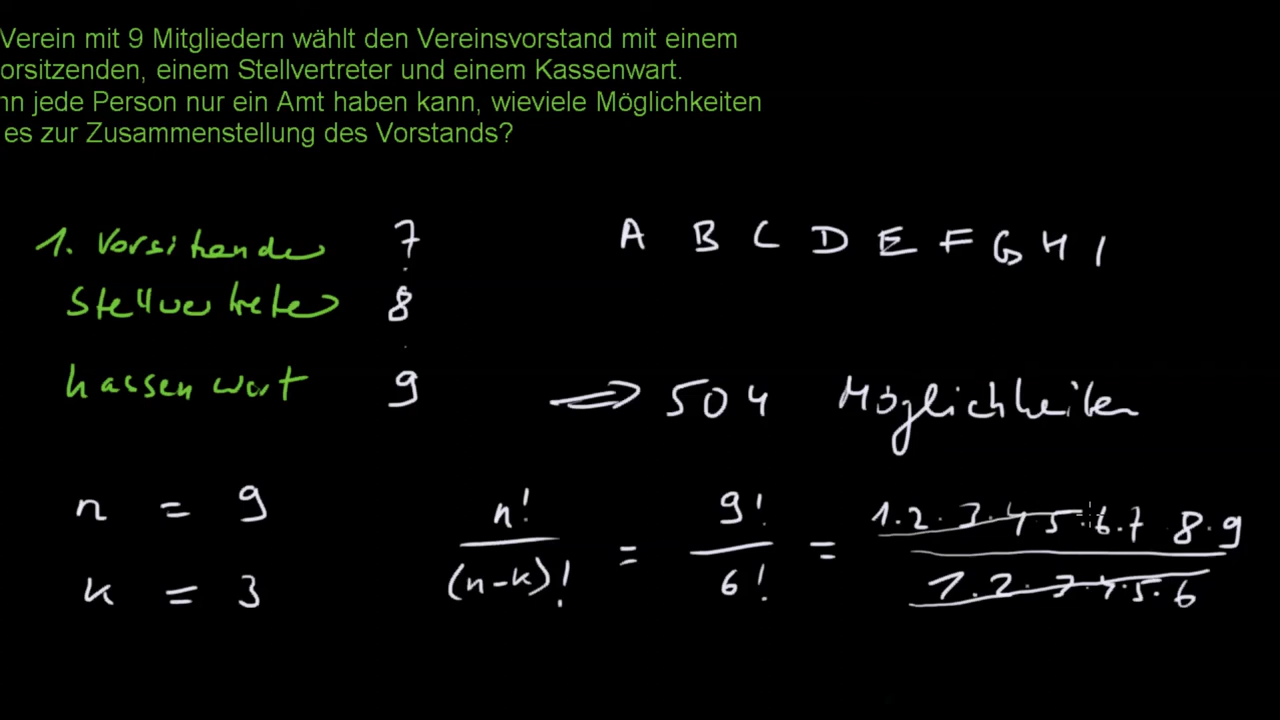 Verein mit 9 Mitgliedern wählt den Vereinsvorstand mit einem
orsitzenden, einem Stellvertreter und einem Kassenwart.
nn jede Person nur ein Amt haben kann, wieviele Möglichkeiten
es zur Zusammenstellung des Vorstands?
1. Vorsitzender 7 A B C D E F G H I
Stellvertreter 8
Kassenwart 9 ⇒ 504 Möglichkeiten
n = 9 n! / (n-k)! = 9! / 6! = 1·2·3·4·5·6·7 8·9 / 1·2·3·4·5·6
k = 3